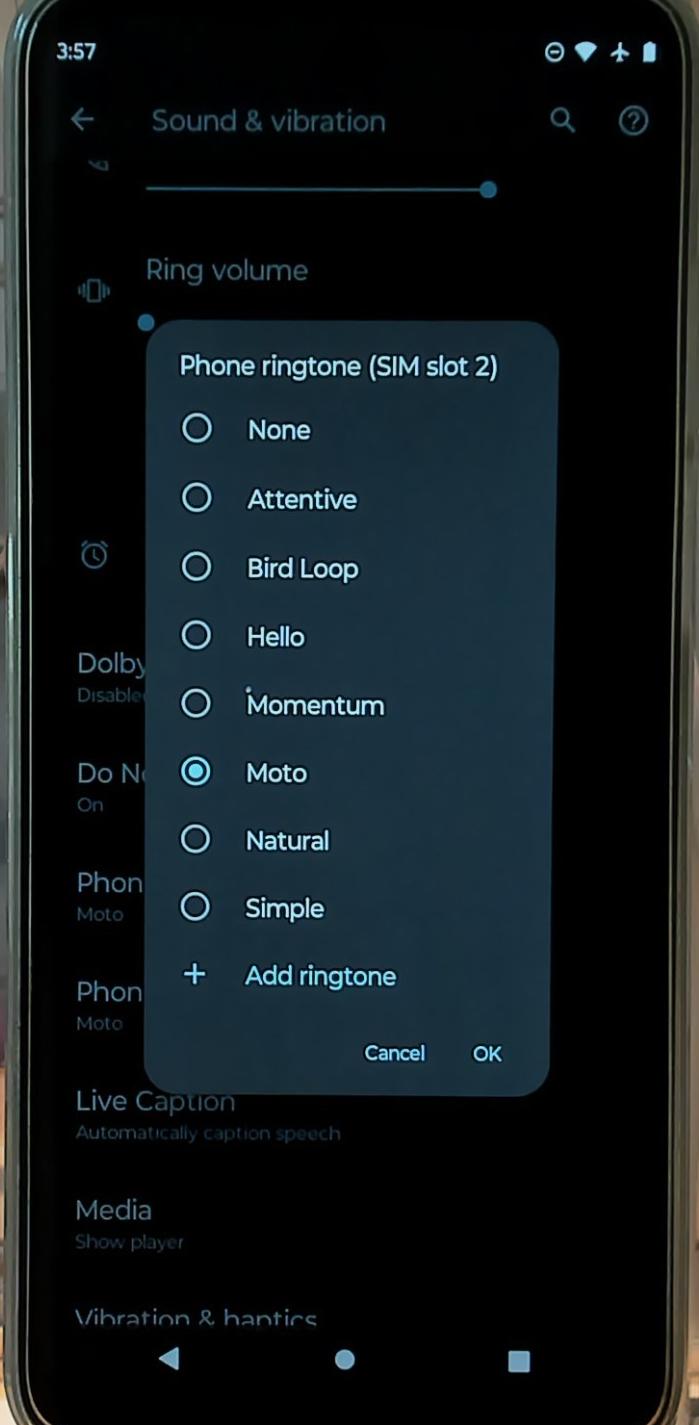 3:57
Sound & vibration
Ring volume
Phone ringtone (SIM slot 2)
None
Attentive
Bird Loop
Hello
Momentum
Moto
Natural
Simple
Add ringtone
Cancel
OK
Dolby
Disable
Do N
On
Phon
Moto
Phon
Moto
Live Caption
Automatically caption speech
Media
Show player
Vibration & haptics